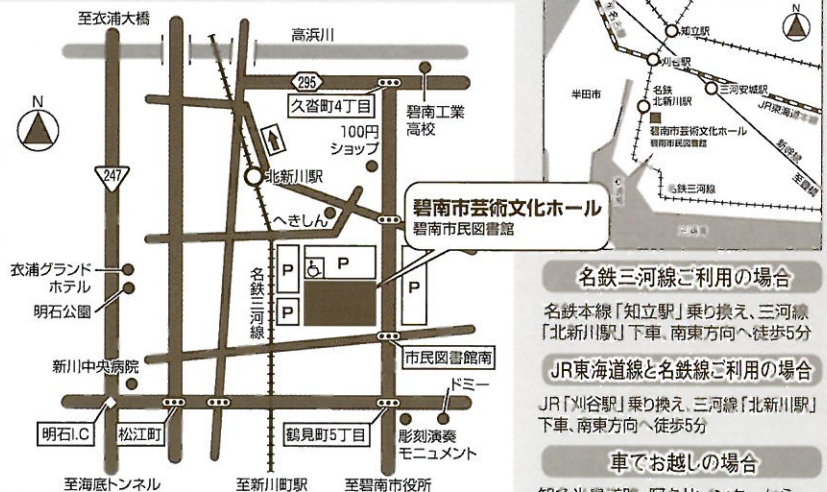 至衣浦大橋
高浜川
295
久沓町4丁目
碧南工業
高校
N
100円
ショップ
247
北新川駅
へきしん
碧南市芸術文化ホール
碧南市民図書館
P
P
P
P
衣浦グランド
ホテル
明石公園
名鉄三河線
市民図書館南
新川中央病院
ドミー
明石I.C
松江町
鶴見町5丁目
彫刻演奏
モニュメント
至海底トンネル
至新川町駅
至碧南市役所
N
知立駅
刈谷駅
三河安城駅
半田市
名鉄
北新川駅
JR東海道本線
碧南市芸術文化ホール
碧南市民図書館
新幹線
至豊橋
名鉄三河線
名鉄三河線ご利用の場合
名鉄本線「知立駅」乗り換え、三河線
「北新川駅」下車、南東方向へ徒歩5分
JR東海道線と名鉄線ご利用の場合
JR「刈谷駅」乗り換え、三河線「北新川駅」
下車、南東方向へ徒歩5分
車でお越しの場合